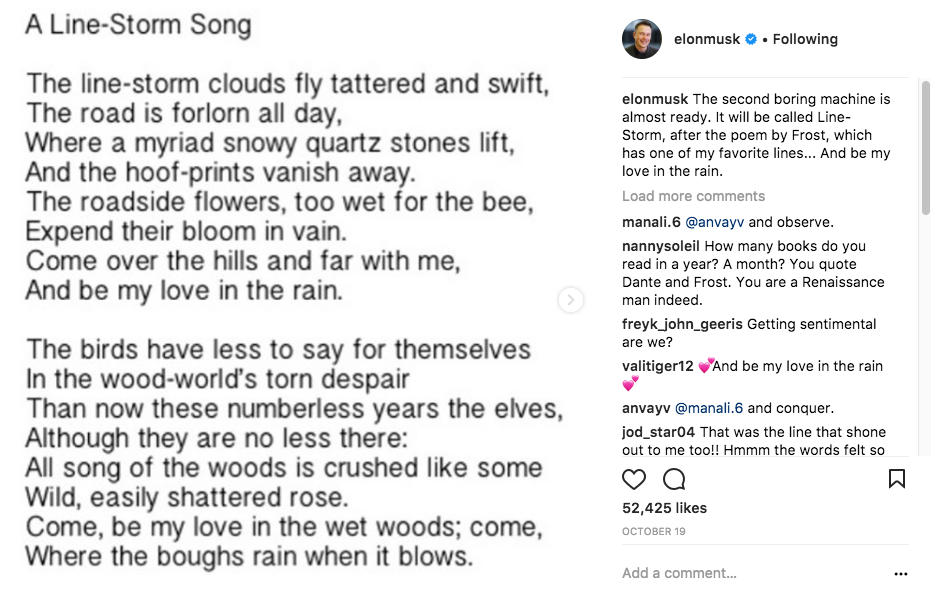 A Line-Storm Song
The line-storm clouds fly tattered and swift,
The road is forlorn all day,
Where a myriad snowy quartz stones lift,
And the hoof-prints vanish away.
The roadside flowers, too wet for the bee,
Expend their bloom in vain.
Come over the hills and far with me,
And be my love in the rain.
The birds have less to say for themselves
In the wood-world's torn despair
Than now these numberless years the elves,
Although they are no less there:
All song of the woods is crushed like some
Wild, easily shattered rose.
Come, be my love in the wet woods; come,
Where the boughs rain when it blows.
elonmusk • Following
elonmusk The second boring machine is
almost ready. It will be called Line-
Storm, after the poem by Frost, which
has one of my favorite lines... And be my
love in the rain.
Load more comments
manali.6 @anvayv and observe.
nannysoleil How many books do you
read in a year? A month? You quote
Dante and Frost. You are a Renaissance
man indeed.
freyk_john_geeris Getting sentimental
are we?
valitiger12 💕And be my love in the rain
💕
anvayv @manali.6 and conquer.
jod_star04 That was the line that shone
out to me too!! Hmmm the words felt so
52,425 likes
OCTOBER 19
Add a comment...